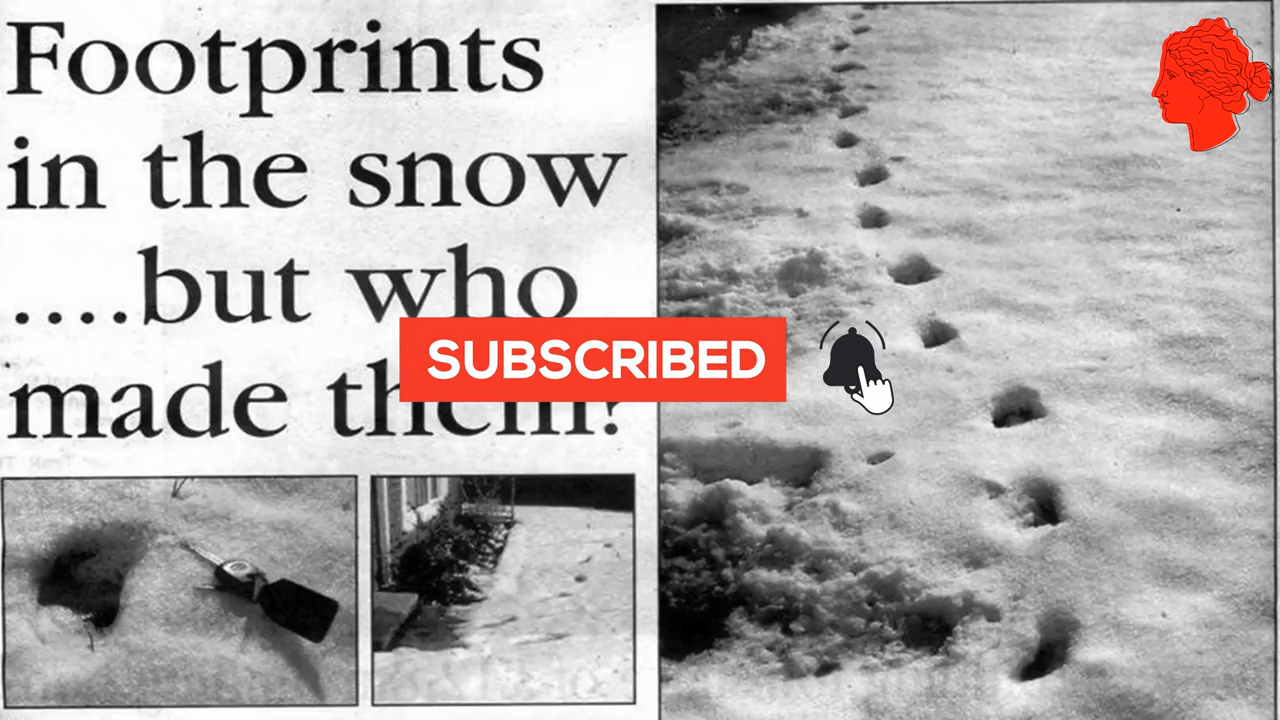 Footprints
in the snow
....but who
made them?
SUBSCRIBED